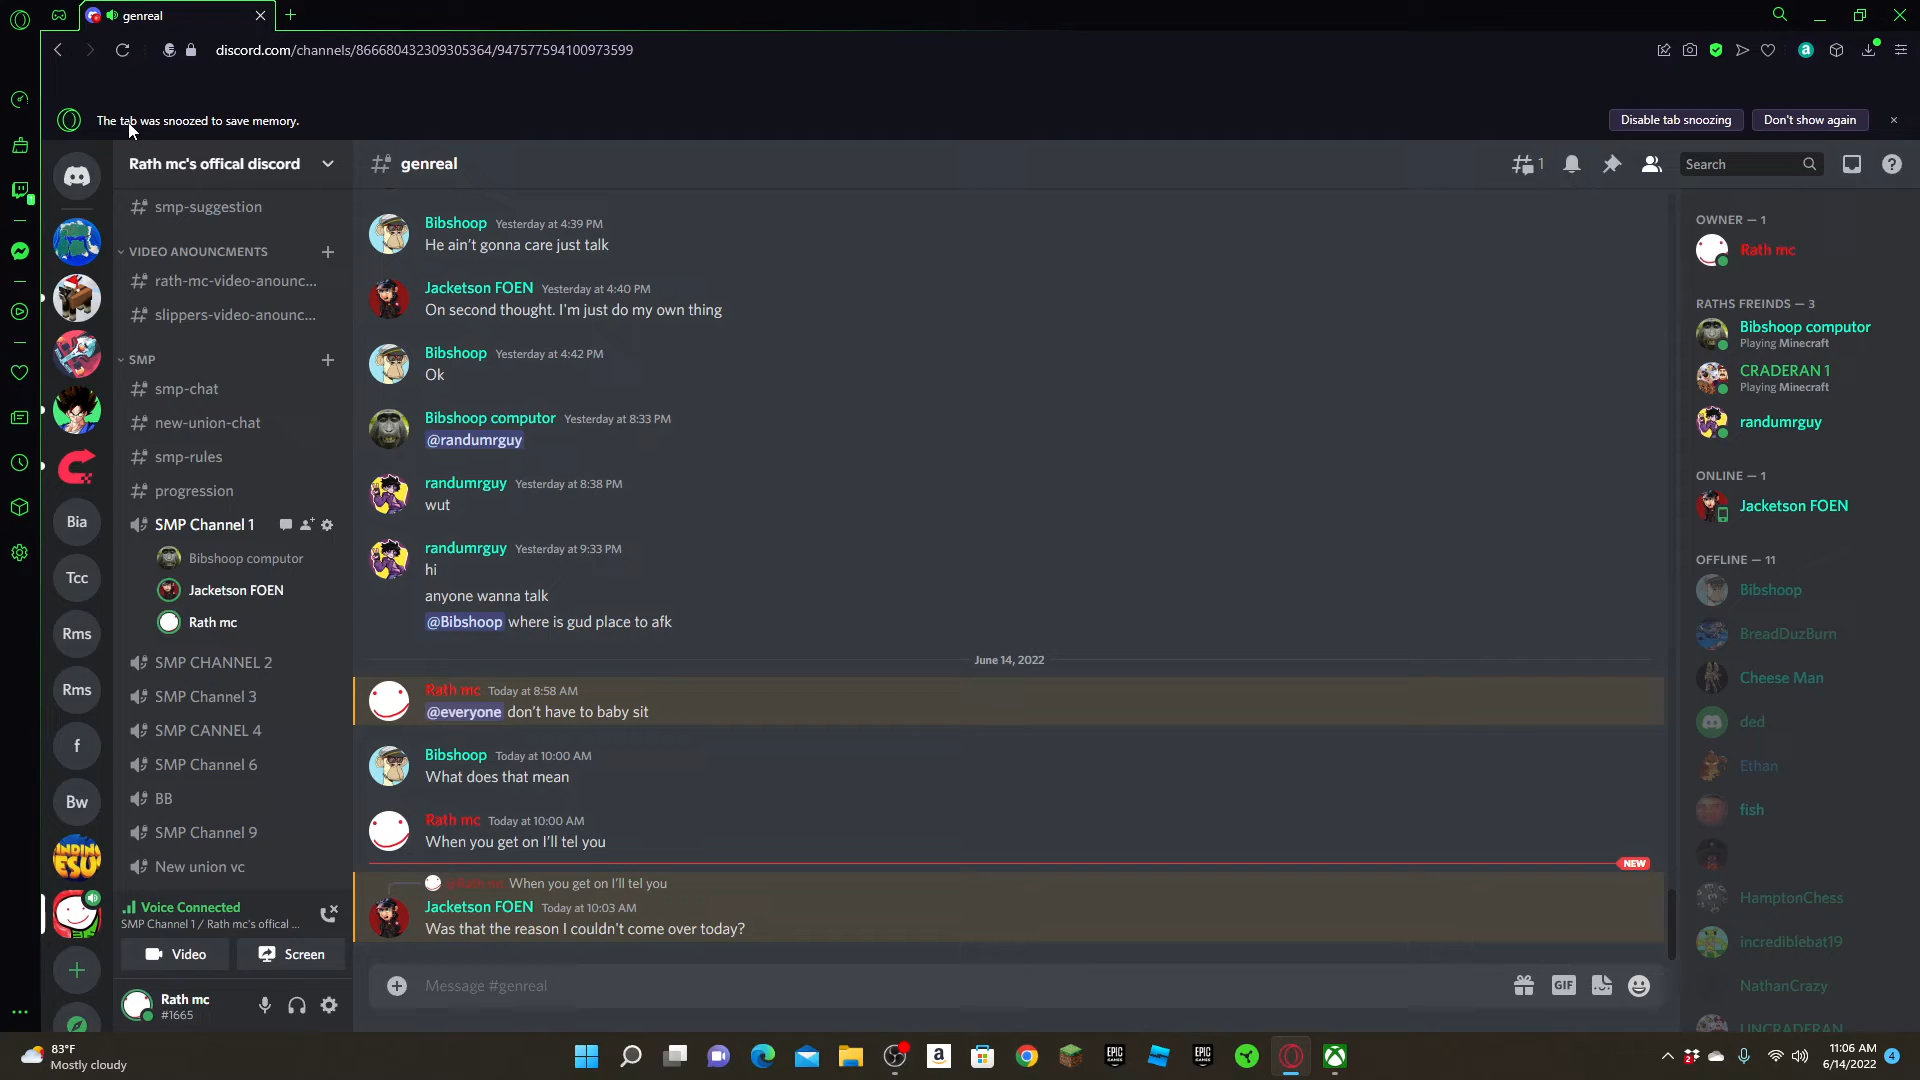 genreal
discord.com/channels/866680432309305364/947577594100973599
The tab was snoozed to save memory.
Disable tab snoozing
Don't show again
Rath mc's offical discord
genreal
1
Search
smp-suggestion
VIDEO ANOUNCMENTS
rath-mc-video-anounc...
slippers-video-anounc...
SMP
smp-chat
new-union-chat
smp-rules
progression
SMP Channel 1
Bibshoop computor
Jacketson FOEN
Rath mc
SMP CHANNEL 2
SMP Channel 3
SMP CANNEL 4
SMP Channel 6
BB
SMP Channel 9
New union vc
Voice Connected
SMP Channel 1 / Rath mc's offical ...
Video
Screen
Rath mc
#1665
Bia
Tcc
Rms
Rms
f
Bw
Bibshoop Yesterday at 4:39 PM
He ain't gonna care just talk
Jacketson FOEN Yesterday at 4:40 PM
On second thought. I'm just do my own thing
Bibshoop Yesterday at 4:42 PM
Ok
Bibshoop computor Yesterday at 8:33 PM
@randumrguy
randumrguy Yesterday at 8:38 PM
wut
randumrguy Yesterday at 9:33 PM
hi
anyone wanna talk
@Bibshoop where is gud place to afk
June 14, 2022
Rath mc Today at 8:58 AM
@everyone don't have to baby sit
Bibshoop Today at 10:00 AM
What does that mean
Rath mc Today at 10:00 AM
When you get on I'll tel you
NEW
@Rath mc When you get on I'll tel you
Jacketson FOEN Today at 10:03 AM
Was that the reason I couldn't come over today?
Message #genreal
GIF
OWNER — 1
Rath mc
RATHS FREINDS — 3
Bibshoop computor
Playing Minecraft
CRADERAN 1
Playing Minecraft
randumrguy
ONLINE — 1
Jacketson FOEN
OFFLINE — 11
Bibshoop
BreadDuzBurn
Cheese Man
ded
Ethan
fish
HamptonChess
incrediblebat19
NathanCrazy
UNCRADERAN
83°F
Mostly cloudy
EPIC
GAMES
EPIC
GAMES
11:06 AM
6/14/2022
4